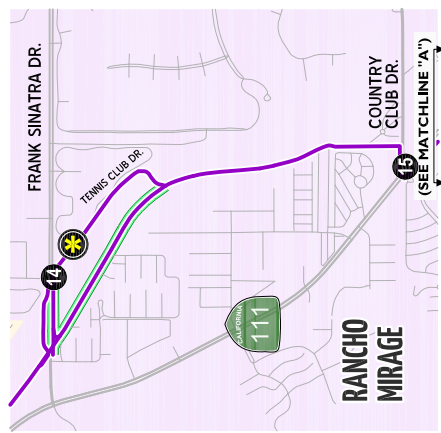 FRANK SINATRA DR.
TENNIS CLUB DR.
COUNTRY
CLUB DR.
(SEE MATCHLINE "A")
15
14
CALIFORNIA
111
RANCHO
MIRAGE